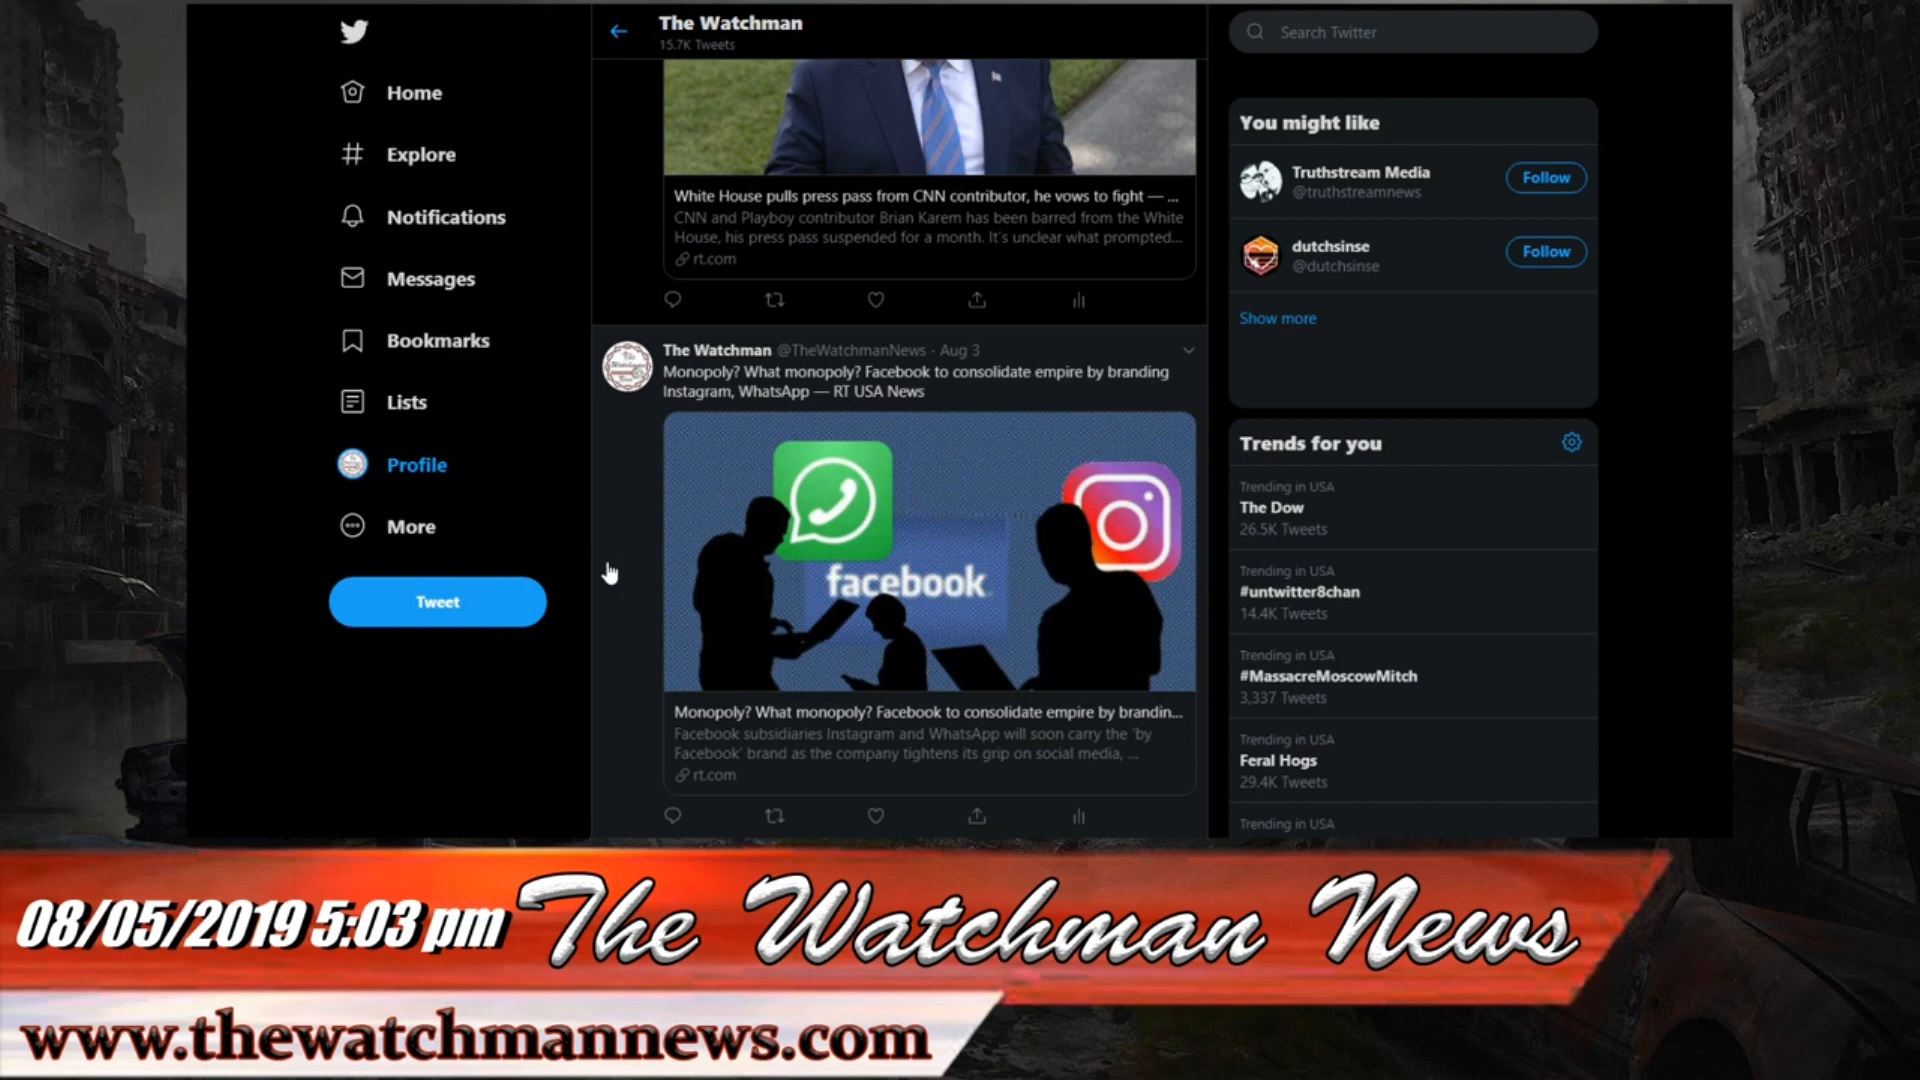 Home
Explore
Notifications
Messages
Bookmarks
Lists
Profile
More
Tweet
The Watchman
15.7K Tweets
White House pulls press pass from CNN contributor, he vows to fight — ...
CNN and Playboy contributor Brian Karem has been barred from the White
House, his press pass suspended for a month. It's unclear what prompted...
rt.com
The Watchman @TheWatchmanNews · Aug 3
Monopoly? What monopoly? Facebook to consolidate empire by branding
Instagram, WhatsApp — RT USA News
facebook
Monopoly? What monopoly? Facebook to consolidate empire by brandin...
Facebook subsidiaries Instagram and WhatsApp will soon carry the 'by
Facebook' brand as the company tightens its grip on social media, ...
rt.com
Search Twitter
You might like
Truthstream Media
@truthstreamnews
Follow
dutchsinse
@dutchsinse
Follow
Show more
Trends for you
Trending in USA
The Dow
26.5K Tweets
Trending in USA
#untwitter8chan
14.4K Tweets
Trending in USA
#MassacreMoscowMitch
3,337 Tweets
Trending in USA
Feral Hogs
29.4K Tweets
Trending in USA
08/05/2019 5:03 pm
The Watchman News
www.thewatchmannews.com